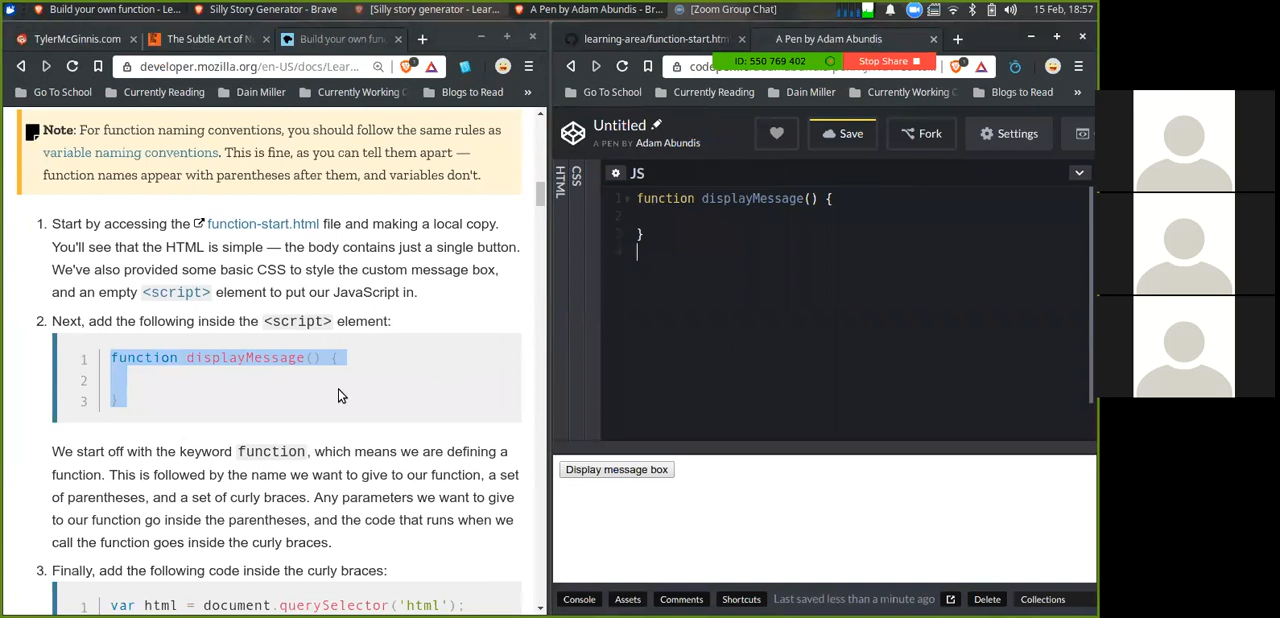 Build your own function - Le...
Silly Story Generator - Brave
[Silly story generator - Lear...
A Pen by Adam Abundis - Br...
[Zoom Group Chat]
15 Feb, 18:57
TylerMcGinnis.com
The Subtle Art of N
Build your own fun
learning-area/function-start.htm
A Pen by Adam Abundis
ID: 550 769 402
Stop Share
developer.mozilla.org/en-US/docs/Lear...
Go To School
Currently Reading
Dain Miller
Currently Working C
Blogs to Read
»
Go To School
Currently Reading
Dain Miller
Currently Working C
Blogs to Read
»
Note: For function naming conventions, you should follow the same rules as
variable naming conventions. This is fine, as you can tell them apart —
function names appear with parentheses after them, and variables don't.
1. Start by accessing the function-start.html file and making a local copy.
You'll see that the HTML is simple — the body contains just a single button.
We've also provided some basic CSS to style the custom message box,
and an empty <script> element to put our JavaScript in.
2. Next, add the following inside the <script> element:
1 function displayMessage() {
2
3 }
We start off with the keyword function, which means we are defining a
function. This is followed by the name we want to give to our function, a set
of parentheses, and a set of curly braces. Any parameters we want to give
to our function go inside the parentheses, and the code that runs when we
call the function goes inside the curly braces.
3. Finally, add the following code inside the curly braces:
1 var html = document.querySelector('html');
Untitled
A PEN BY Adam Abundis
Save
Fork
Settings
HTML
CSS
JS
1 function displayMessage() {
2
3 }
4
Display message box
Console
Assets
Comments
Shortcuts
Last saved less than a minute ago
Delete
Collections